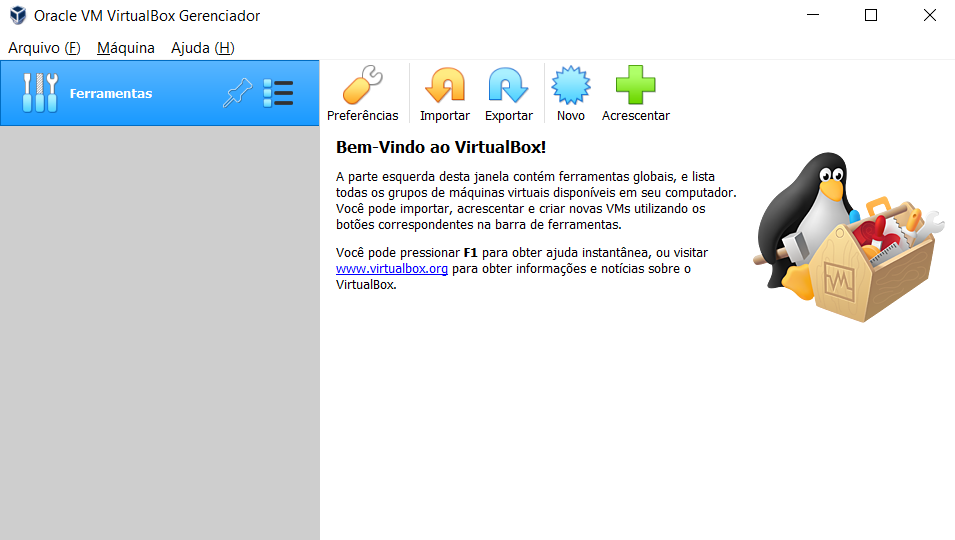 Oracle VM VirtualBox Gerenciador
Arquivo (F) Máquina Ajuda (H)
Ferramentas
Preferências Importar Exportar Novo Acrescentar
Bem-Vindo ao VirtualBox!
A parte esquerda desta janela contém ferramentas globais, e lista
todas os grupos de máquinas virtuais disponíveis em seu computador.
Você pode importar, acrescentar e criar novas VMs utilizando os
botões correspondentes na barra de ferramentas.
Você pode pressionar F1 para obter ajuda instantânea, ou visitar
www.virtualbox.org para obter informações e notícias sobre o
VirtualBox.